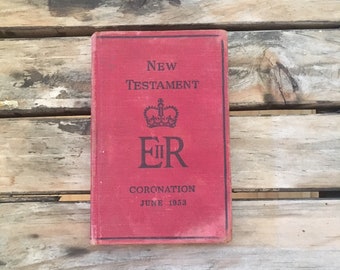 NEW
TESTAMENT
EIIR
CORONATION
JUNE 1953